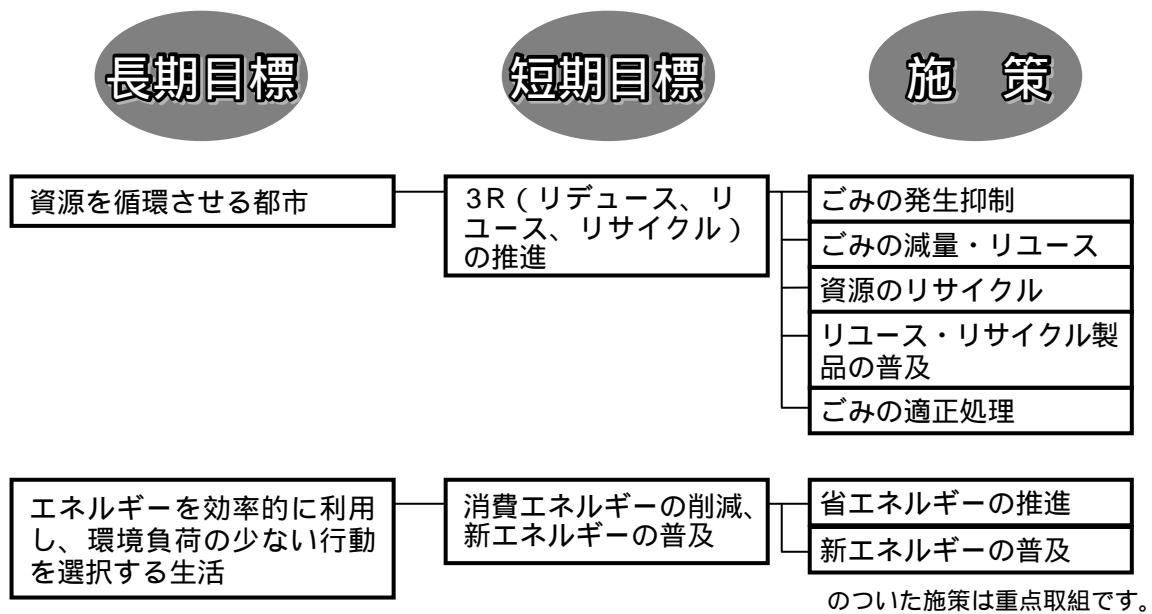 長期目標
短期目標
施　策
資源を循環させる都市
3R（リデュース、リ
ユース、リサイクル）
の推進
ごみの発生抑制
ごみの減量・リユース
資源のリサイクル
リユース・リサイクル製
品の普及
ごみの適正処理
エネルギーを効率的に利用
し、環境負荷の少ない行動
を選択する生活
消費エネルギーの削減、
新エネルギーの普及
省エネルギーの推進
新エネルギーの普及
のついた施策は重点取組です。